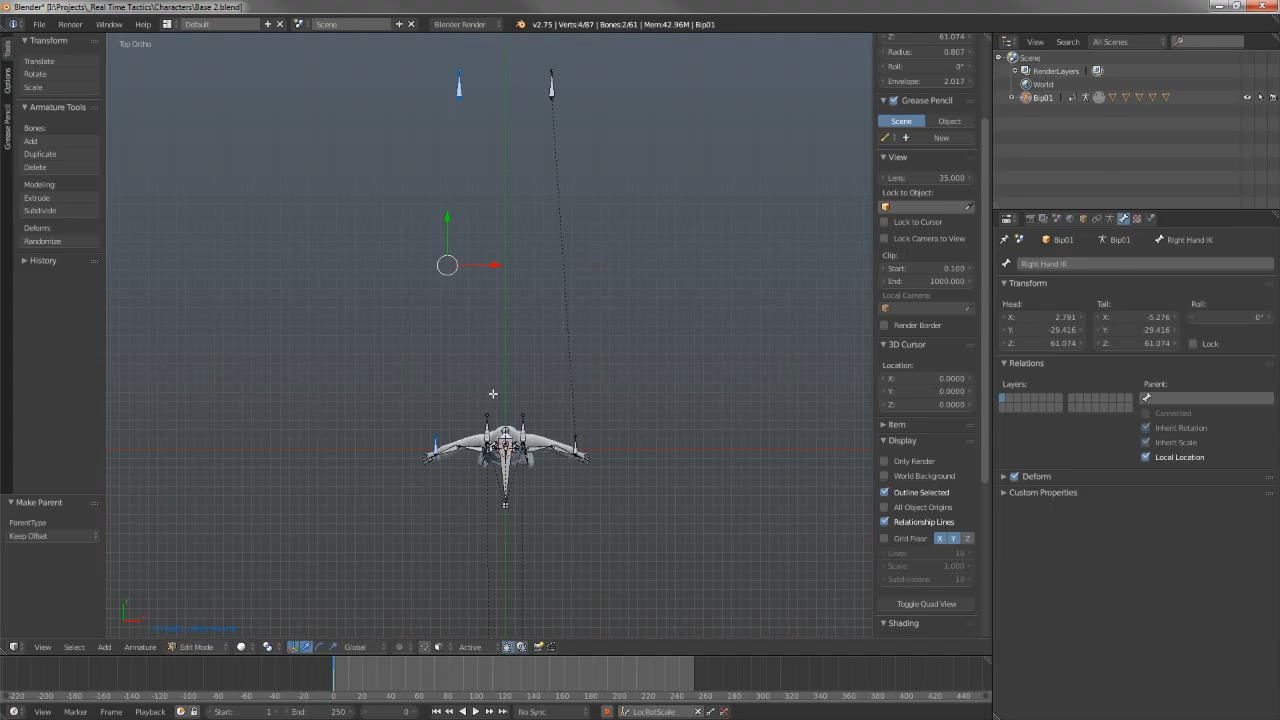 Blender* [I:\Projects\_Real Time Tactics\Characters\Base 2.blend]
File Render Window Help Default Scene Blender Render v2.75 | Verts:4/87 | Bones:2/61 | Mem:42.96M | Bip01
View Search All Scenes
Tools
Options
Grease Pencil
Transform
Translate
Rotate
Scale
Armature Tools
Bones:
Add
Duplicate
Delete
Modeling:
Extrude
Subdivide
Deform:
Randomize
History
Make Parent
ParentType
Keep Offset
Top Ortho
Z: 61.074
Radius: 0.807
Roll: 0°
Envelope: 2.017
Grease Pencil
Scene Object
New
View
Lens: 35.000
Lock to Object:
Lock to Cursor
Lock Camera to View
Clip:
Start: 0.100
End: 1000.000
Local Camera:
Render Border
3D Cursor
Location:
X: 0.0000
Y: 0.0000
Z: 0.0000
Item
Display
Only Render
World Background
Outline Selected
All Object Origins
Relationship Lines
Grid Floor X Y Z
Lines: 16
Scale: 1.000
Subdivisions: 10
Toggle Quad View
Shading
Scene
RenderLayers
World
Bip01
Bip01 Bip01 Right Hand IK
Right Hand IK
Transform
Head: Tail: Roll:
X: 2.791 X: -5.276 0°
Y: -29.416 Y: -29.416
Z: 61.074 Z: 61.074 Lock
Relations
Layers: Parent:
Connected
Inherit Rotation
Inherit Scale
Local Location
Deform
Custom Properties
View Select Add Armature Edit Mode Global Active
-220 -200 -180 -160 -140 -120 -100 -80 -60 -40 -20 0 20 40 60 80 100 120 140 160 180 200 220 240 260 280 300 320 340 360 380 400 420 440
View Marker Frame Playback Start: 1 End: 250 0 No Sync LocRotScale